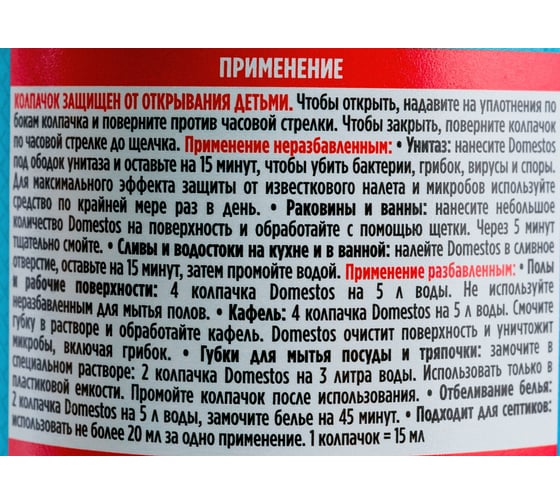 ПРИМЕНЕНИЕ
КОЛПАЧОК ЗАЩИЩЕН ОТ ОТКРЫВАНИЯ ДЕТЬМИ. Чтобы открыть, надавите на уплотнения по
бокам колпачка и поверните против часовой стрелки. Чтобы закрыть, поверните колпачок
по часовой стрелке до щелчка. Применение неразбавленным: • Унитаз: нанесите Domestos
под ободок унитаза и оставьте на 15 минут, чтобы убить бактерии, грибок, вирусы и споры.
Для максимального эффекта защиты от известкового налета и микробов используйте
средство по крайней мере раз в день. • Раковины и ванны: нанесите небольшое
количество Domestos на поверхность и обработайте с помощью щетки. Через 5 минут
тщательно смойте. • Сливы и водостоки на кухне и в ванной: налейте Domestos в сливное
отверстие, оставьте на 15 минут, затем промойте водой. Применение разбавленным: • Полы
и рабочие поверхности: 4 колпачка Domestos на 5 л воды. Не используйте
неразбавленным для мытья полов. • Кафель: 4 колпачка Domestos на 5 л воды. Смочите
губку в растворе и обработайте кафель. Domestos очистит поверхность и уничтожит
микробы, включая грибок. • Губки для мытья посуды и тряпочки: замочите в
специальном растворе: 2 колпачка Domestos на 3 литра воды. Использовать только в
пластиковой емкости. Промойте колпачок после использования. • Отбеливание белья:
2 колпачка Domestos на 5 л воды, замочите белье на 45 минут. • Подходит для септиков:
использовать не более 20 мл за одно применение. 1 колпачок = 15 мл